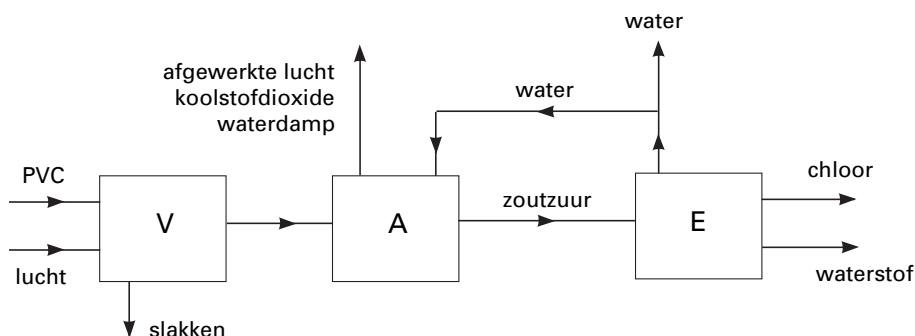 water
afgewerkte lucht
koolstofdioxide
waterdamp
water
PVC
lucht
V
slakken
A
zoutzuur
E
chloor
waterstof